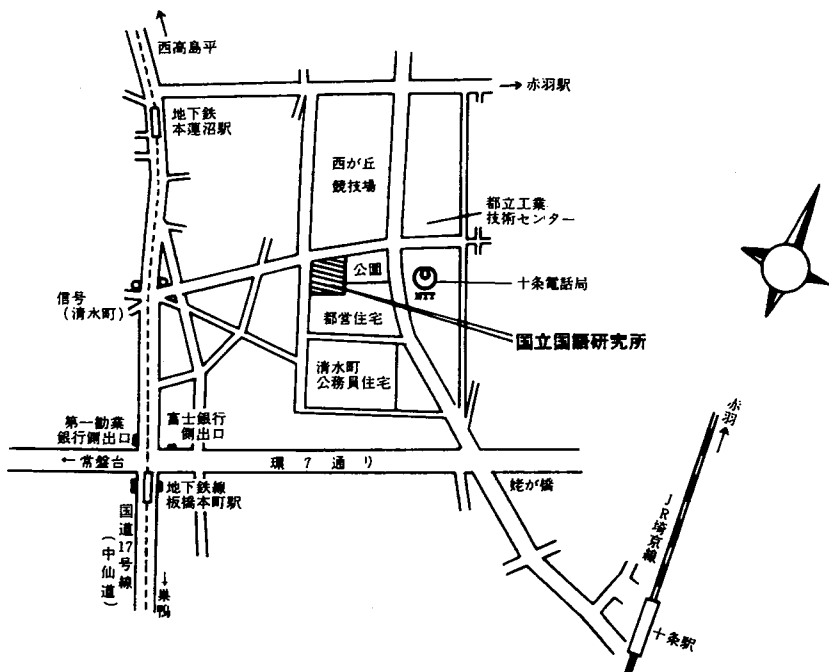 西高島平
→赤羽駅
地下鉄
本蓮沼駅
西が丘
競技場
都立工業
技術センター
公園
NTT
十条電話局
信号
(清水町)
都営住宅
国立国語研究所
清水町
公務員住宅
第一勧業
銀行側出口
富士銀行
側出口
←常盤台
環7通り
姥が橋
地下鉄線
板橋本町駅
国道17号線
(中仙道)
→巣鴨
赤羽
JR埼京線
十条駅